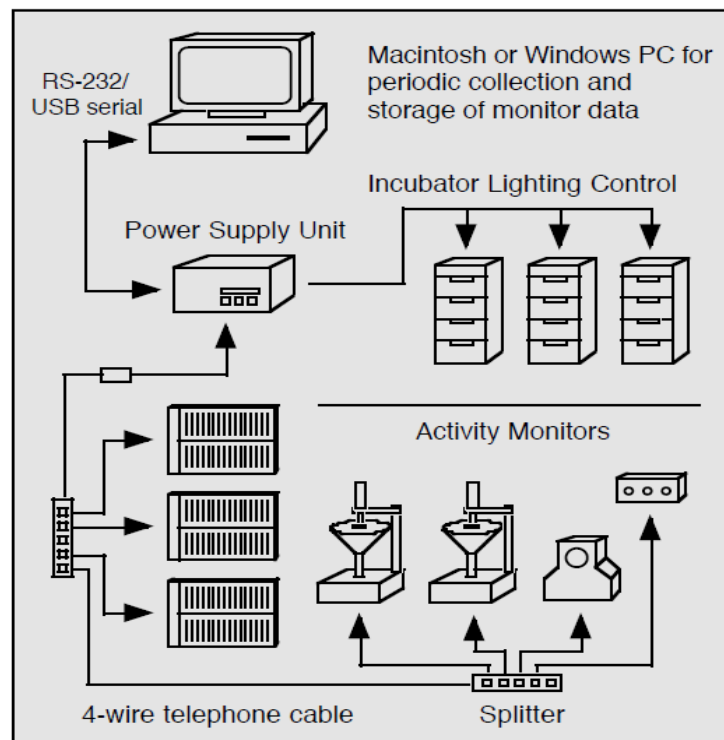 Macintosh or Windows PC for
periodic collection and
storage of monitor data
RS-232/
USB serial
Incubator Lighting Control
Power Supply Unit
Activity Monitors
4-wire telephone cable
Splitter